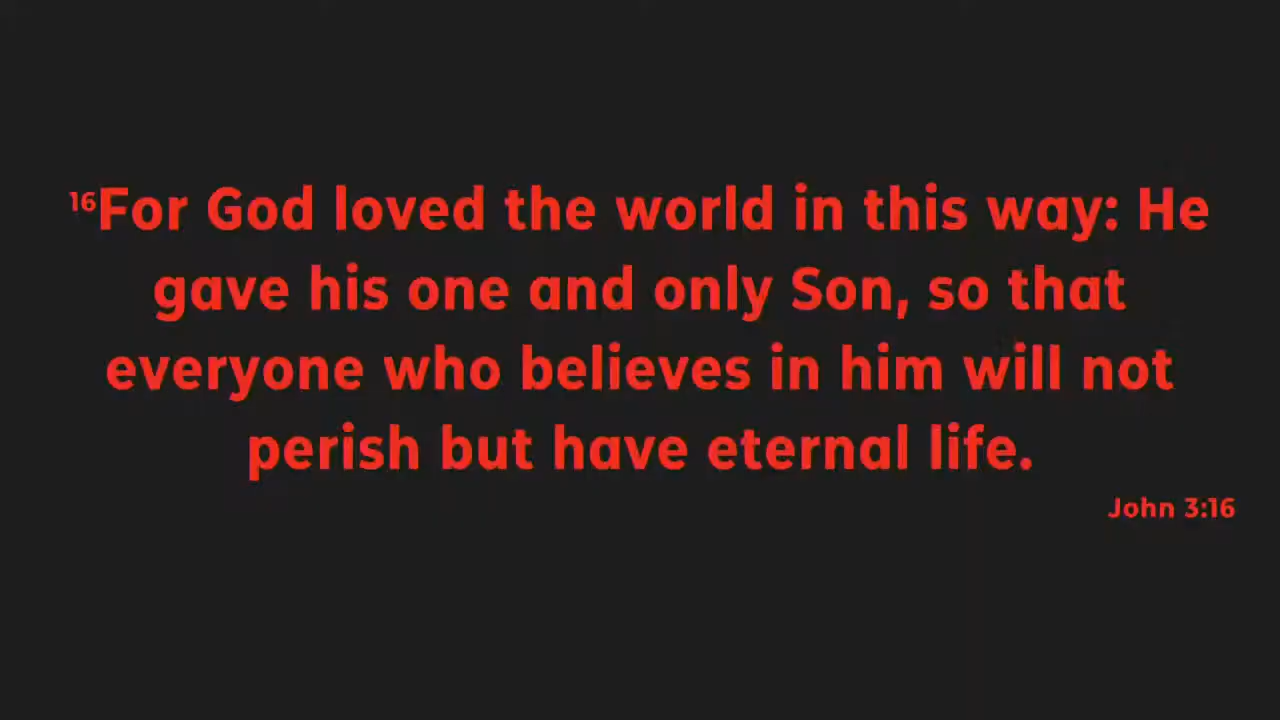 16For God loved the world in this way: He
gave his one and only Son, so that
everyone who believes in him will not
perish but have eternal life.
John 3:16